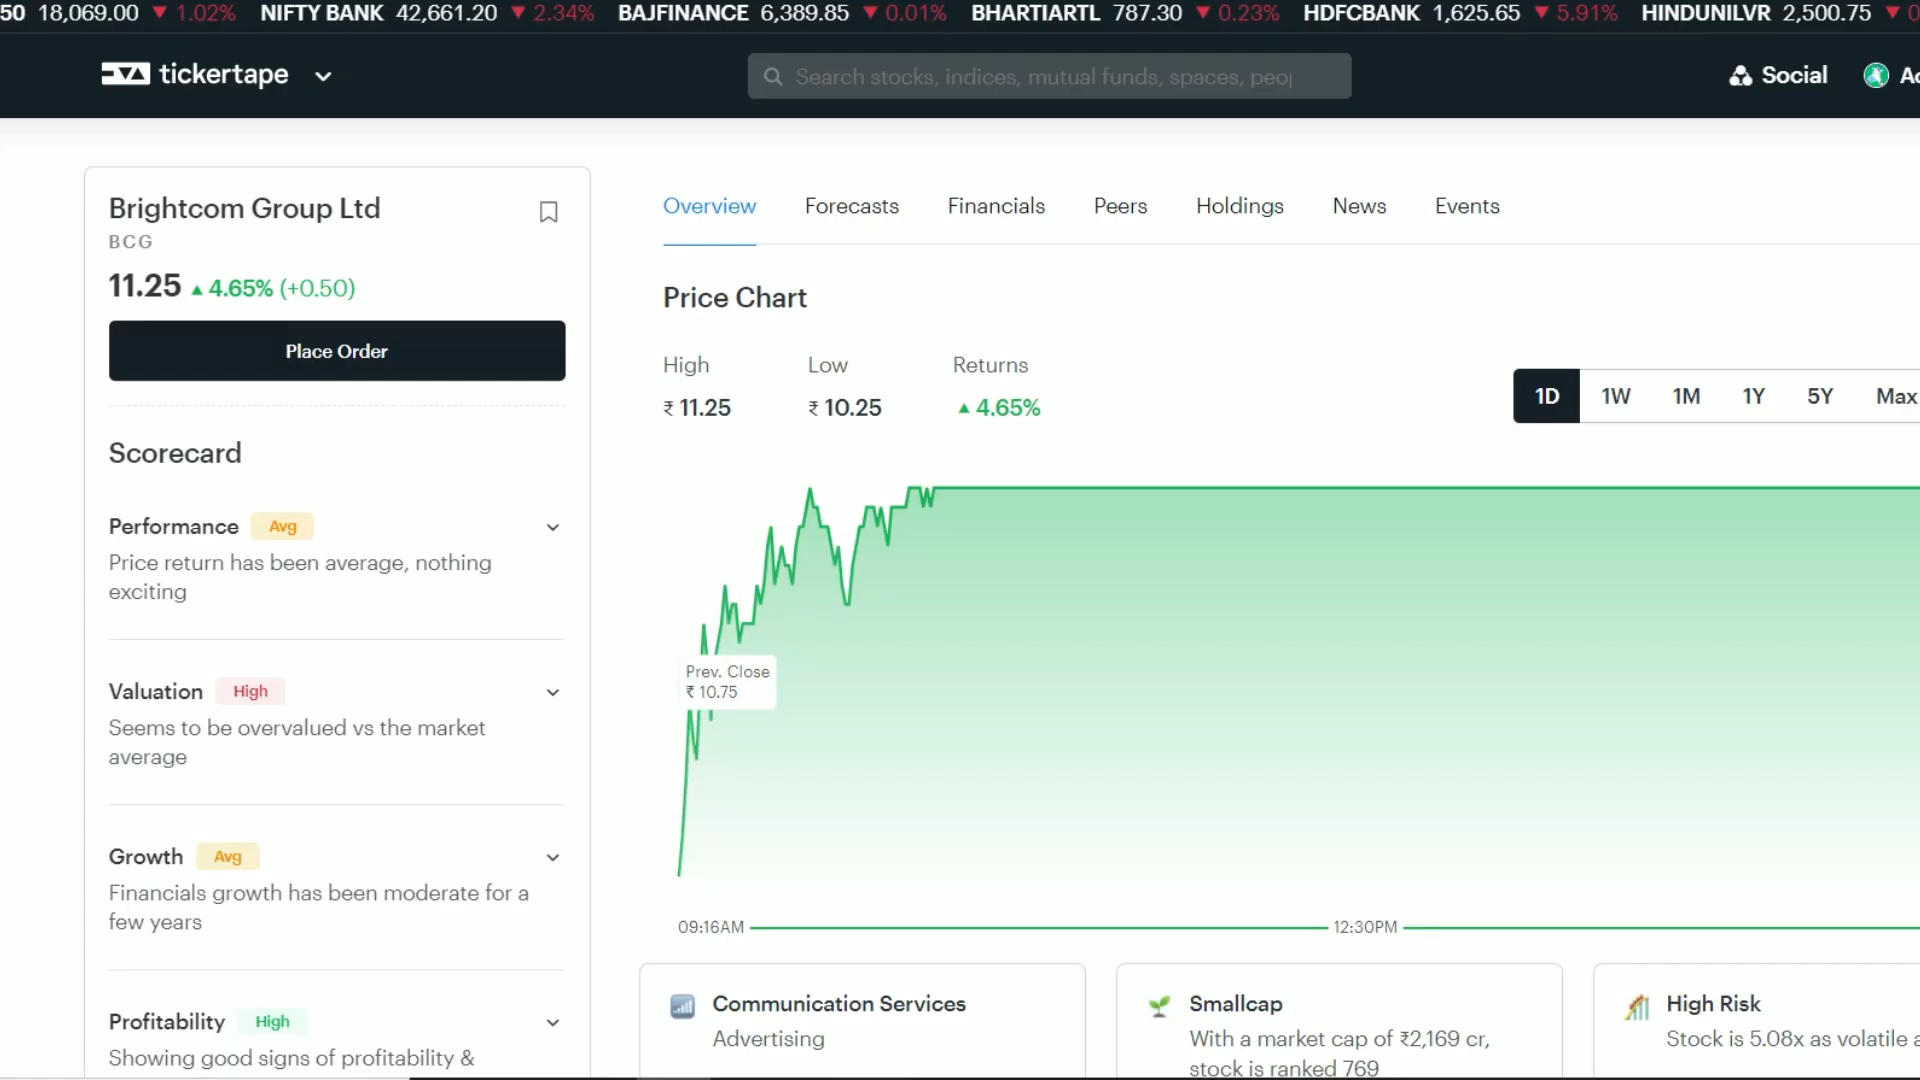 50 18,069.00 ▼ 1.02% NIFTY BANK 42,661.20 ▼ 2.34% BAJFINANCE 6,389.85 ▼ 0.01% BHARTIARTL 787.30 ▼ 0.23% HDFCBANK 1,625.65 ▼ 5.91% HINDUNILVR 2,500.75 ▼ 0
tickertape
Search stocks, indices, mutual funds, spaces, peop
Social
Brightcom Group Ltd
BCG
11.25 ▲ 4.65% (+0.50)
Place Order
Scorecard
Performance Avg
Price return has been average, nothing
exciting
Valuation High
Seems to be overvalued vs the market
average
Growth Avg
Financials growth has been moderate for a
few years
Profitability High
Showing good signs of profitability &
Overview Forecasts Financials Peers Holdings News Events
Price Chart
High Low Returns
₹ 11.25 ₹ 10.25 ▲ 4.65%
1D 1W 1M 1Y 5Y Max
Prev. Close
₹ 10.75
09:16AM 12:30PM
Communication Services
Advertising
Smallcap
With a market cap of ₹2,169 cr,
stock is ranked 769
High Risk
Stock is 5.08x as volatile